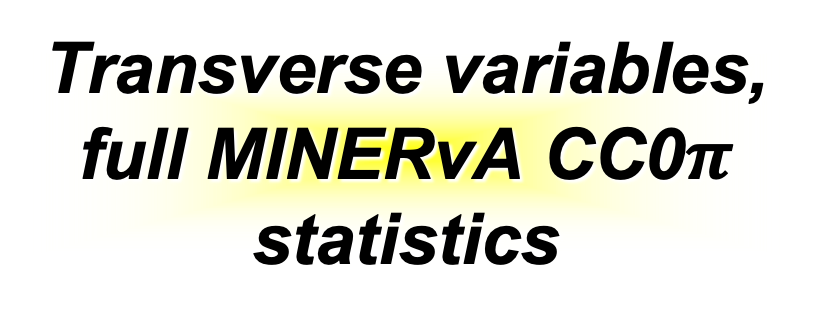 Transverse variables,
full MINERvA CC0π
statistics